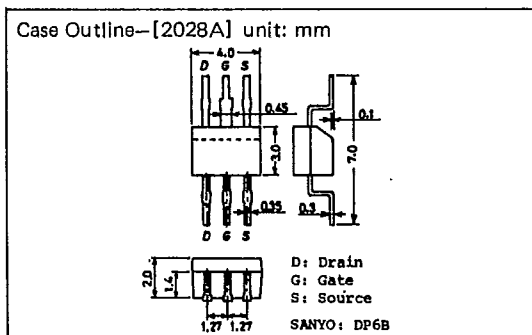 Case Outline—[2028A] unit: mm
4.0
D G S
0.45
0.1
3.0
7.0
0.35
0.3
D G S
2.0
1.4
1.27 1.27
D: Drain
G: Gate
S: Source
SANYO: DP6B